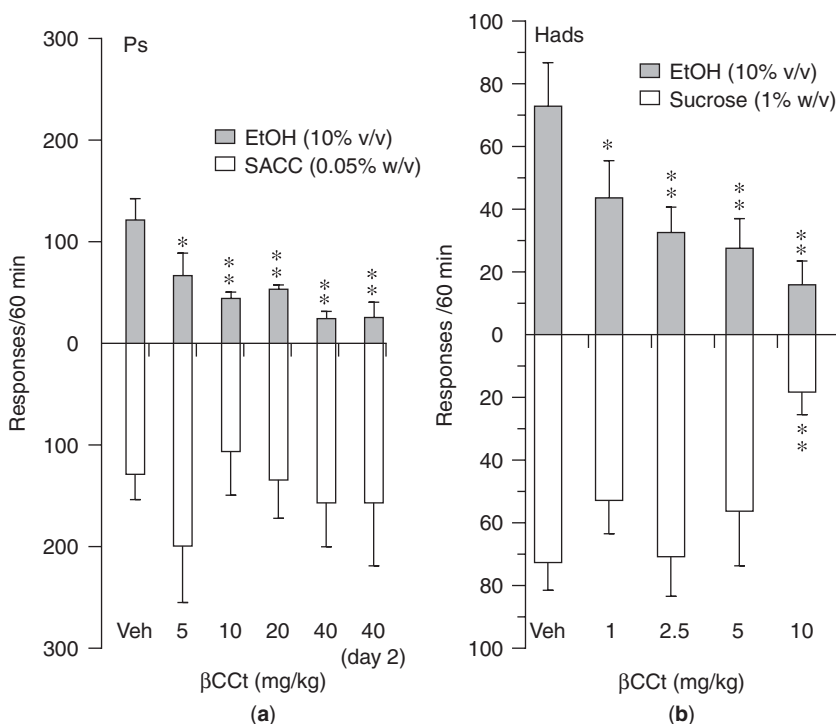 Ps
EtOH (10% v/v)
SACC (0.05% w/v)
Responses/60 min
300
200
100
0
100
200
300
*
**
**
**
**
Veh 5 10 20 40 40
(day 2)
βCCt (mg/kg)
(a)
Hads
EtOH (10% v/v)
Sucrose (1% w/v)
Responses /60 min
100
80
60
40
20
0
20
40
60
80
100
*
**
**
**
**
Veh 1 2.5 5 10
βCCt (mg/kg)
(b)